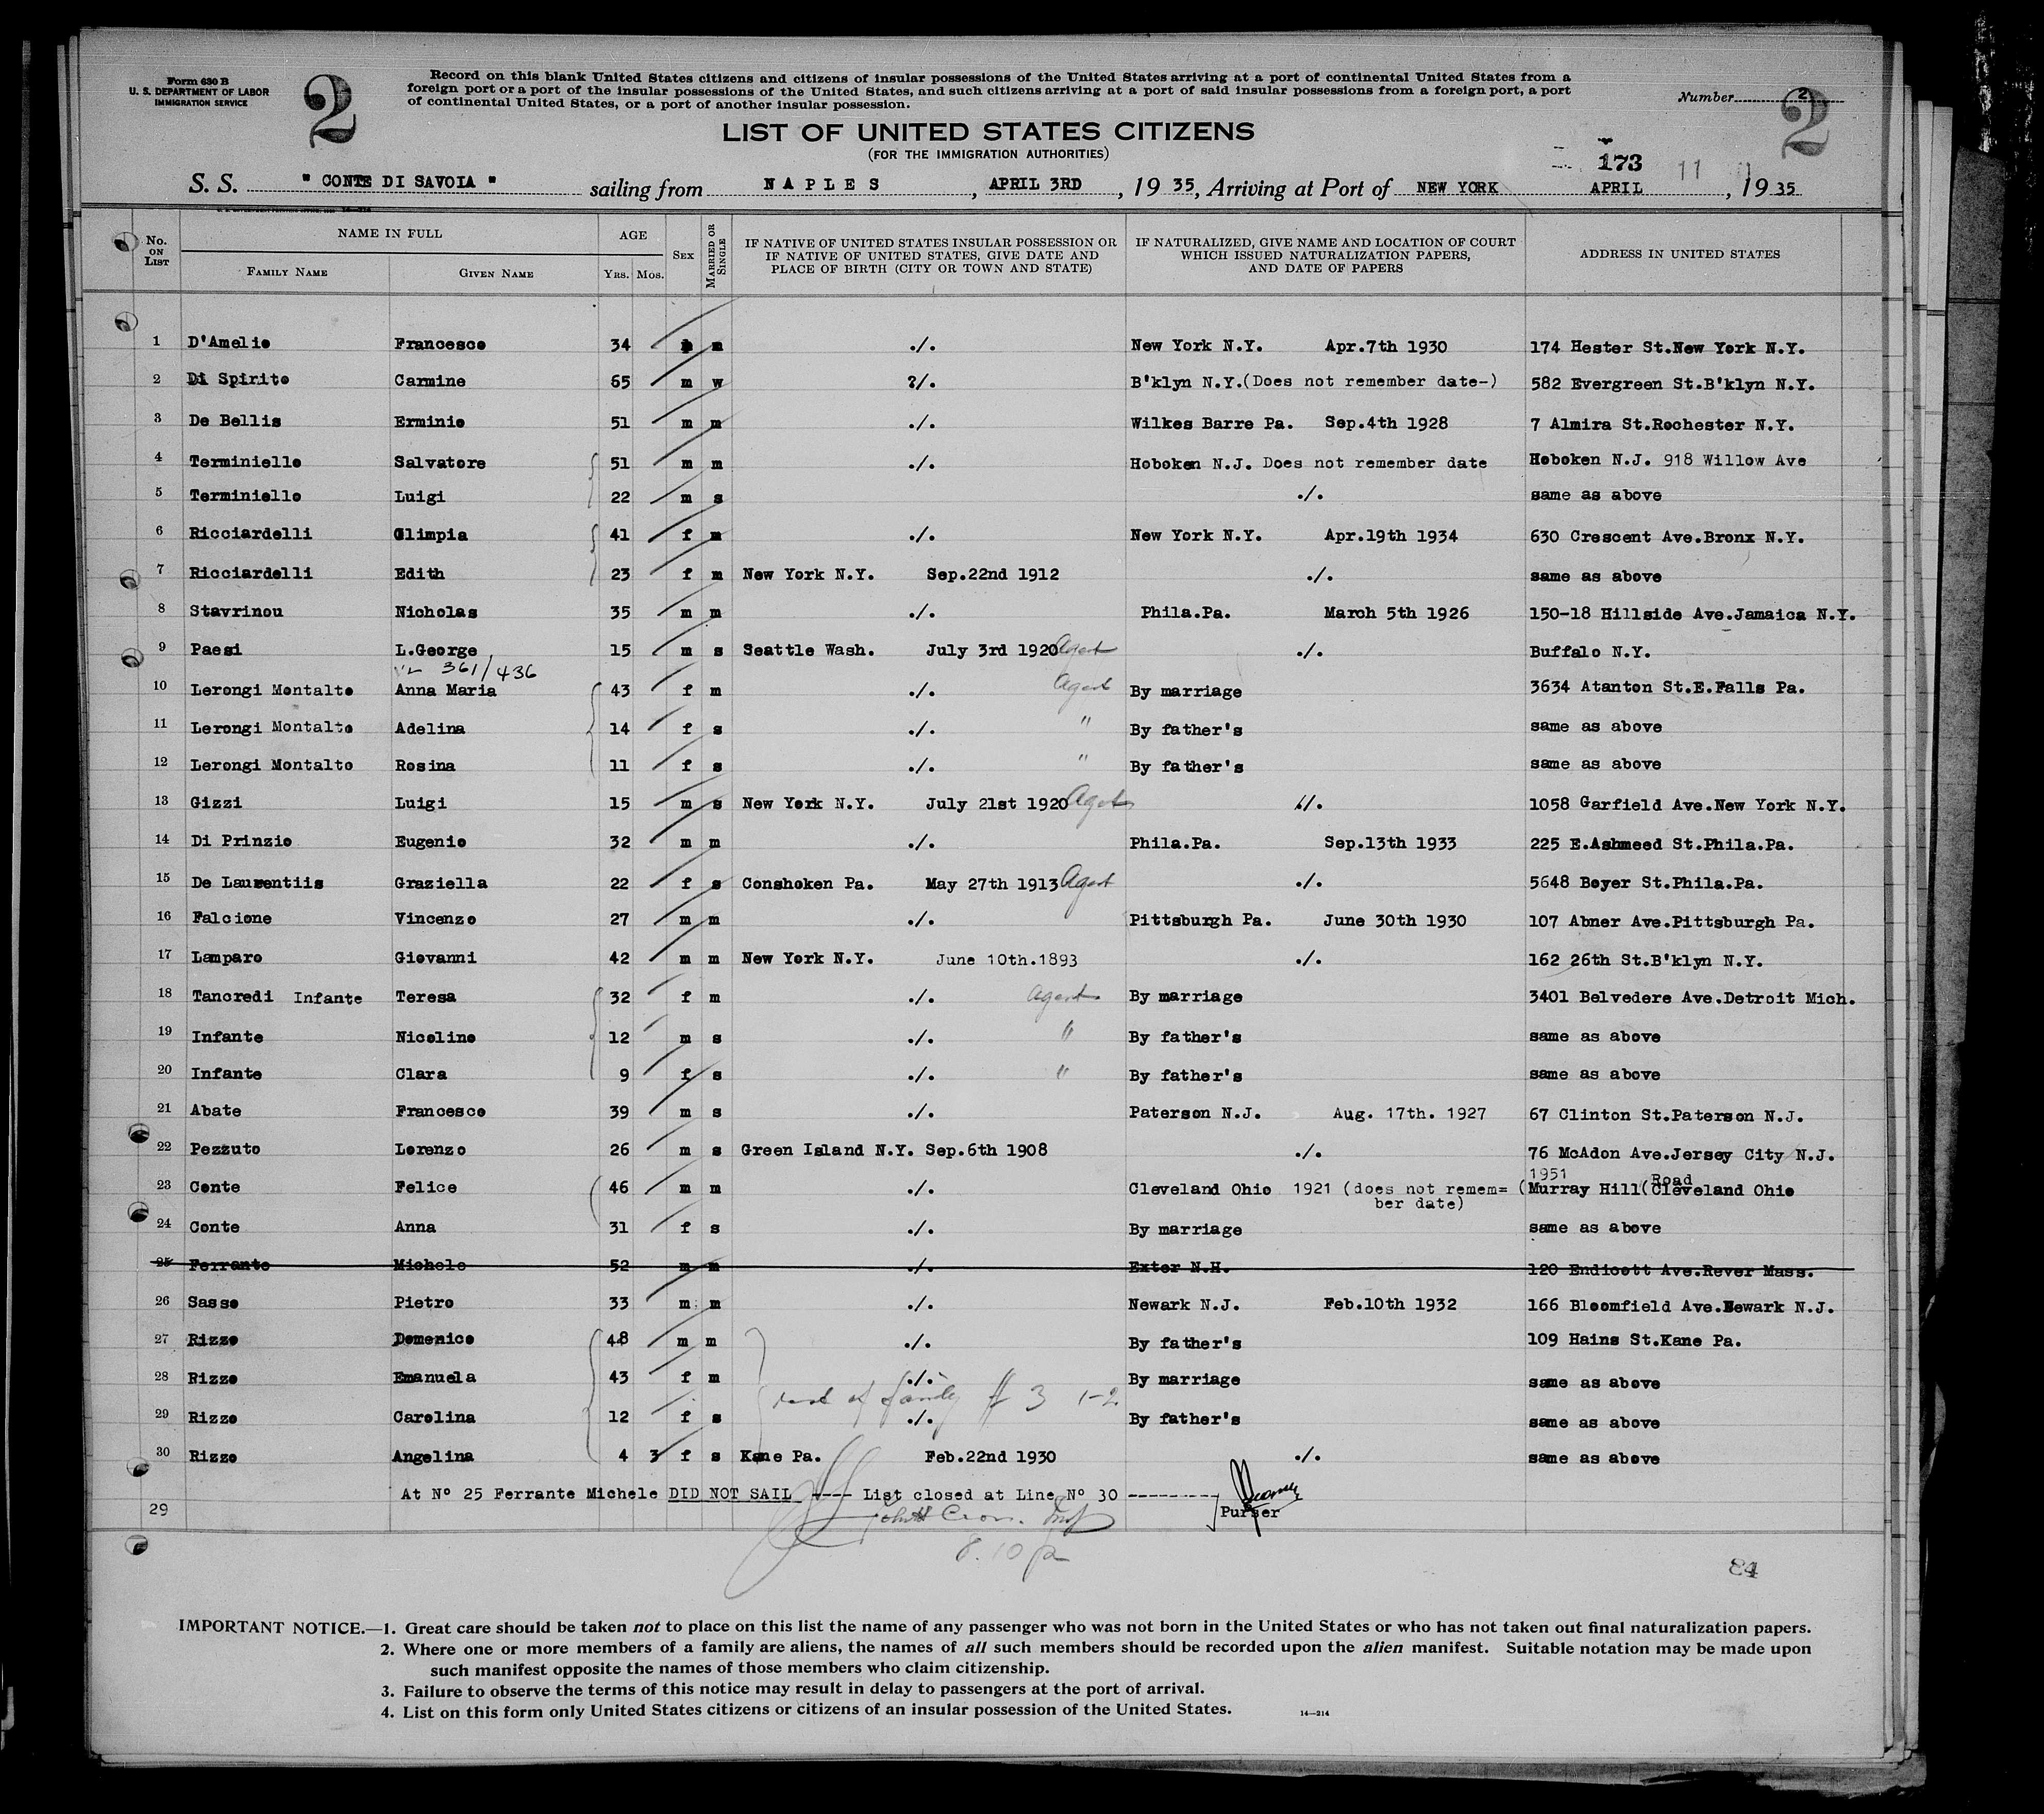 Form 630 B
U. S. DEPARTMENT OF LABOR
IMMIGRATION SERVICE
2
Record on this blank United States citizens and citizens of insular possessions of the United States arriving at a port of continental United States from a
foreign port or a port of the insular possessions of the United States, and such citizens arriving at a port of said insular possessions from a foreign port, a port
of continental United States, or a port of another insular possession.
Number 2
2
LIST OF UNITED STATES CITIZENS
(FOR THE IMMIGRATION AUTHORITIES)
173
S. S. " CONTE DI SAVOIA " sailing from NAPLES, APRIL 3RD, 1935, Arriving at Port of NEW YORK APRIL 11, 1935
No. ON LIST NAME IN FULL FAMILY NAME GIVEN NAME AGE YRS. MOS. SEX MARRIED OR SINGLE IF NATIVE OF UNITED STATES INSULAR POSSESSION OR IF NATIVE OF UNITED STATES, GIVE DATE AND PLACE OF BIRTH (CITY OR TOWN AND STATE) IF NATURALIZED, GIVE NAME AND LOCATION OF COURT WHICH ISSUED NATURALIZATION PAPERS, AND DATE OF PAPERS ADDRESS IN UNITED STATES
1 D'Amelio Francesco 34 m ./. New York N.Y. Apr.7th 1930 174 Hester St.New York N.Y.
2 Di Spirito Carmine 65 m w ?/. B'klyn N.Y.(Does not remember date-) 582 Evergreen St.B'klyn N.Y.
3 De Bellis Erminio 51 m m ./. Wilkes Barre Pa. Sep.4th 1928 7 Almira St.Rochester N.Y.
4 Terminiello Salvatore 51 m m ./. Hoboken N.J. Does not remember date Hoboken N.J. 918 Willow Ave
5 Terminiello Luigi 22 m s ./. same as above
6 Ricciardelli Olimpia 41 f m ./. New York N.Y. Apr.19th 1934 630 Crescent Ave.Bronx N.Y.
7 Ricciardelli Edith 23 f m New York N.Y. Sep.22nd 1912 ./. same as above
8 Stavrinou Nicholas 35 m m ./. Phila.Pa. March 5th 1926 150-18 Hillside Ave.Jamaica N.Y.
9 Paesi L.George 15 m s Seattle Wash. July 3rd 1920 Agent ./. Buffalo N.Y.
361/436
10 Lerongi Montalto Anna Maria 43 f m ./. Agent By marriage 3634 Atanton St.E.Falls Pa.
11 Lerongi Montalto Adelina 14 f s ./. " By father's same as above
12 Lerongi Montalto Rosina 11 f s ./. " By father's same as above
13 Gizzi Luigi 15 m s New York N.Y. July 21st 1920 Agent ./. 1058 Garfield Ave.New York N.Y.
14 Di Prinzio Eugenio 32 m m ./. Phila.Pa. Sep.13th 1933 225 E.Ashmeed St.Phila.Pa.
15 De Laurentiis Graziella 22 f s Conshoken Pa. May 27th 1913 Agent ./. 5648 Boyer St.Phila.Pa.
16 Falcione Vincenzo 27 m m ./. Pittsburgh Pa. June 30th 1930 107 Abner Ave.Pittsburgh Pa.
17 Lamparo Giovanni 42 m m New York N.Y. June 10th.1893 ./. 162 26th St.B'klyn N.Y.
18 Tancredi Infante Teresa 32 f m ./. Agent By marriage 3401 Belvedere Ave.Detroit Mich.
19 Infante Nicolino 12 m s ./. " By father's same as above
20 Infante Clara 9 f s ./. " By father's same as above
21 Abate Francesco 39 m s ./. Paterson N.J. Aug. 17th. 1927 67 Clinton St.Paterson N.J.
22 Pezzuto Lorenzo 26 m s Green Island N.Y. Sep.6th 1908 ./. 76 McAdon Ave.Jersey City N.J.
1951 Road
23 Conte Felice 46 m m ./. Cleveland Ohio 1921 (does not remem= (Murray Hill(Cleveland Ohio
ber date)
24 Conte Anna 31 f s ./. By marriage same as above
25 Ferrante Michele 52 m m ./. Exter N.H. 120 Endicott Ave.Rever Mass.
26 Sasso Pietro 33 m m ./. Newark N.J. Feb.10th 1932 166 Bloomfield Ave.Newark N.J.
27 Rizzo Domenico 48 m m ./. By father's 109 Hains St.Kane Pa.
28 Rizzo Emanuela 43 f m ./. By marriage same as above
of family # 3 1-2
29 Rizzo Carolina 12 f s ./. By father's same as above
30 Rizzo Angelina 4 3 f s Kane Pa. Feb.22nd 1930 ./. same as above
At No 25 Ferrante Michele DID NOT SAIL ---- List closed at Line No 30 ---------
29 Purser
8.10 p
84
IMPORTANT NOTICE.—1. Great care should be taken not to place on this list the name of any passenger who was not born in the United States or who has not taken out final naturalization papers.
2. Where one or more members of a family are aliens, the names of all such members should be recorded upon the alien manifest. Suitable notation may be made upon
such manifest opposite the names of those members who claim citizenship.
3. Failure to observe the terms of this notice may result in delay to passengers at the port of arrival.
4. List on this form only United States citizens or citizens of an insular possession of the United States.
14—214